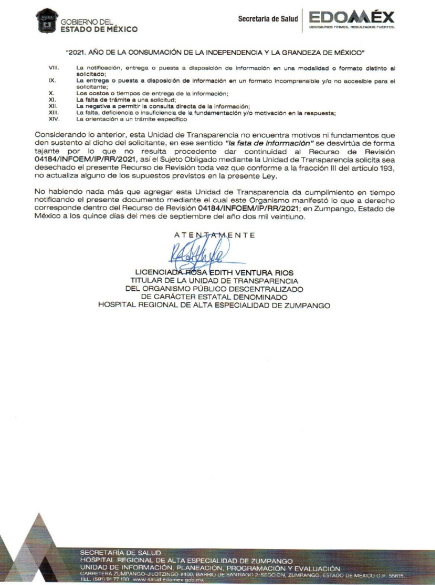 GOBIERNO DEL
ESTADO DE MÉXICO
Secretaría de Salud
EDOMÉX
DECISIONES FIRMES, RESULTADOS FUERTES.
"2021. AÑO DE LA CONSUMACIÓN DE LA INDEPENDENCIA Y LA GRANDEZA DE MÉXICO"
VIII. La notificación, entrega o puesta a disposición de información en una modalidad o formato distinto al
solicitado;
IX. La entrega o puesta a disposición de información en un formato incomprensible y/o no accesible para el
solicitante;
X. Los costos o tiempos de entrega de la información;
XI. La falta de trámite a una solicitud;
XII. La negativa a permitir la consulta directa de la información;
XIII. La falta, deficiencia o insuficiencia de la fundamentación y/o motivación en la respuesta;
XIV. La orientación a un trámite específico
Considerando lo anterior, esta Unidad de Transparencia no encuentra motivos ni fundamentos que
den sustento al dicho del solicitante, en ese sentido "la falta de información" se desvirtúa de forma
tajante por lo que no resulta procedente dar continuidad al Recurso de Revisión
04184/INFOEM/IP/RR/2021, así el Sujeto Obligado mediante la Unidad de Transparencia solicita sea
desechado el presente Recurso de Revisión toda vez que conforme a la fracción III del artículo 193,
no actualiza alguno de los supuestos previstos en la presente Ley.
No habiendo nada más que agregar esta Unidad de Transparencia da cumplimiento en tiempo
notificando el presente documento mediante el cual este Organismo manifestó lo que a derecho
corresponde dentro del Recurso de Revisión 04184/INFOEM/IP/RR/2021; en Zumpango, Estado de
México a los quince días del mes de septiembre del año dos mil veintiuno.
ATENTAMENTE
LICENCIADA ROSA EDITH VENTURA RIOS
TITULAR DE LA UNIDAD DE TRANSPARENCIA
DEL ORGANISMO PÚBLICO DESCENTRALIZADO
DE CARÁCTER ESTATAL DENOMINADO
HOSPITAL REGIONAL DE ALTA ESPECIALIDAD DE ZUMPANGO
SECRETARÍA DE SALUD
HOSPITAL REGIONAL DE ALTA ESPECIALIDAD DE ZUMPANGO
UNIDAD DE INFORMACIÓN, PLANEACIÓN, PROGRAMACIÓN Y EVALUACIÓN
CARRETERA ZUMPANGO-JILOTZINGO #400, BARRIO DE SANTIAGO 2ª SECCIÓN, ZUMPANGO, ESTADO DE MÉXICO C.P. 55615
TEL. (591) 91 77 190 www.salud.edomex.gob.mx